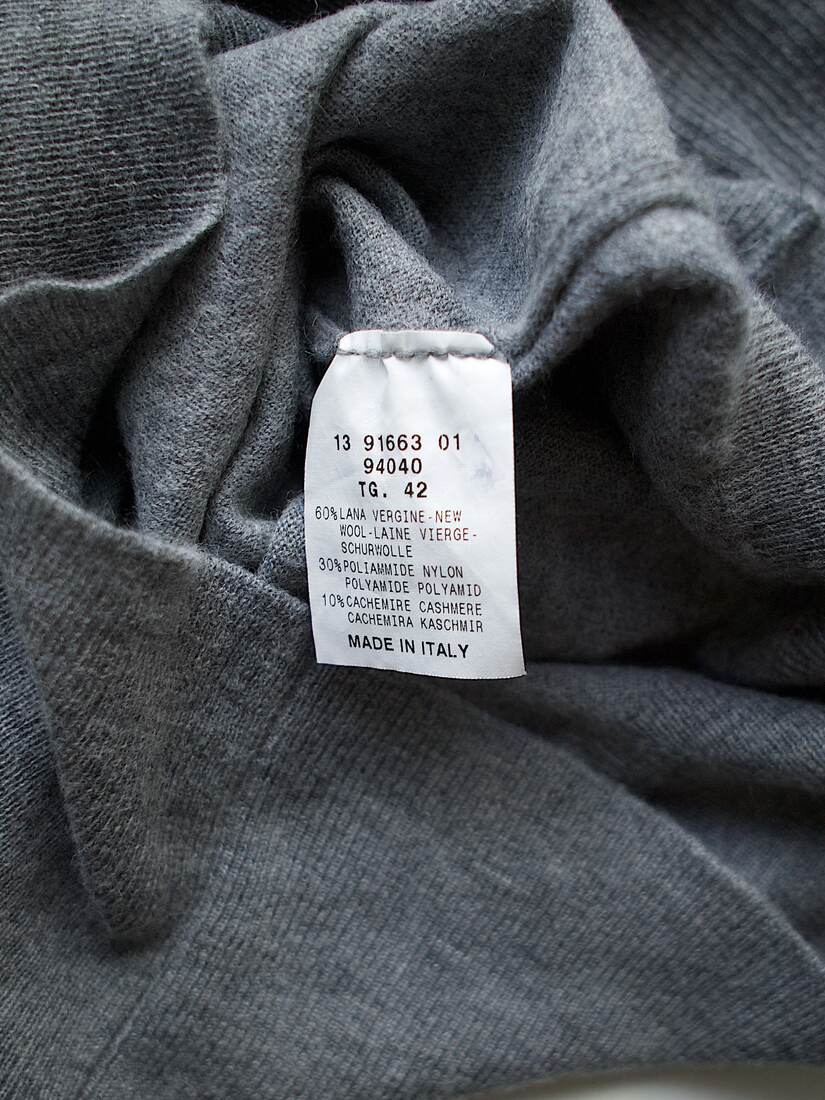 13 91663 01
94040
TG. 42
60%LANA VERGINE-NEW
WOOL-LAINE VIERGE-
SCHURWOLLE
30%POLIAMMIDE NYLON
POLYAMIDE POLYAMID
10%CACHEMIRE CASHMERE
CACHEMIRA KASCHMIR
MADE IN ITALY